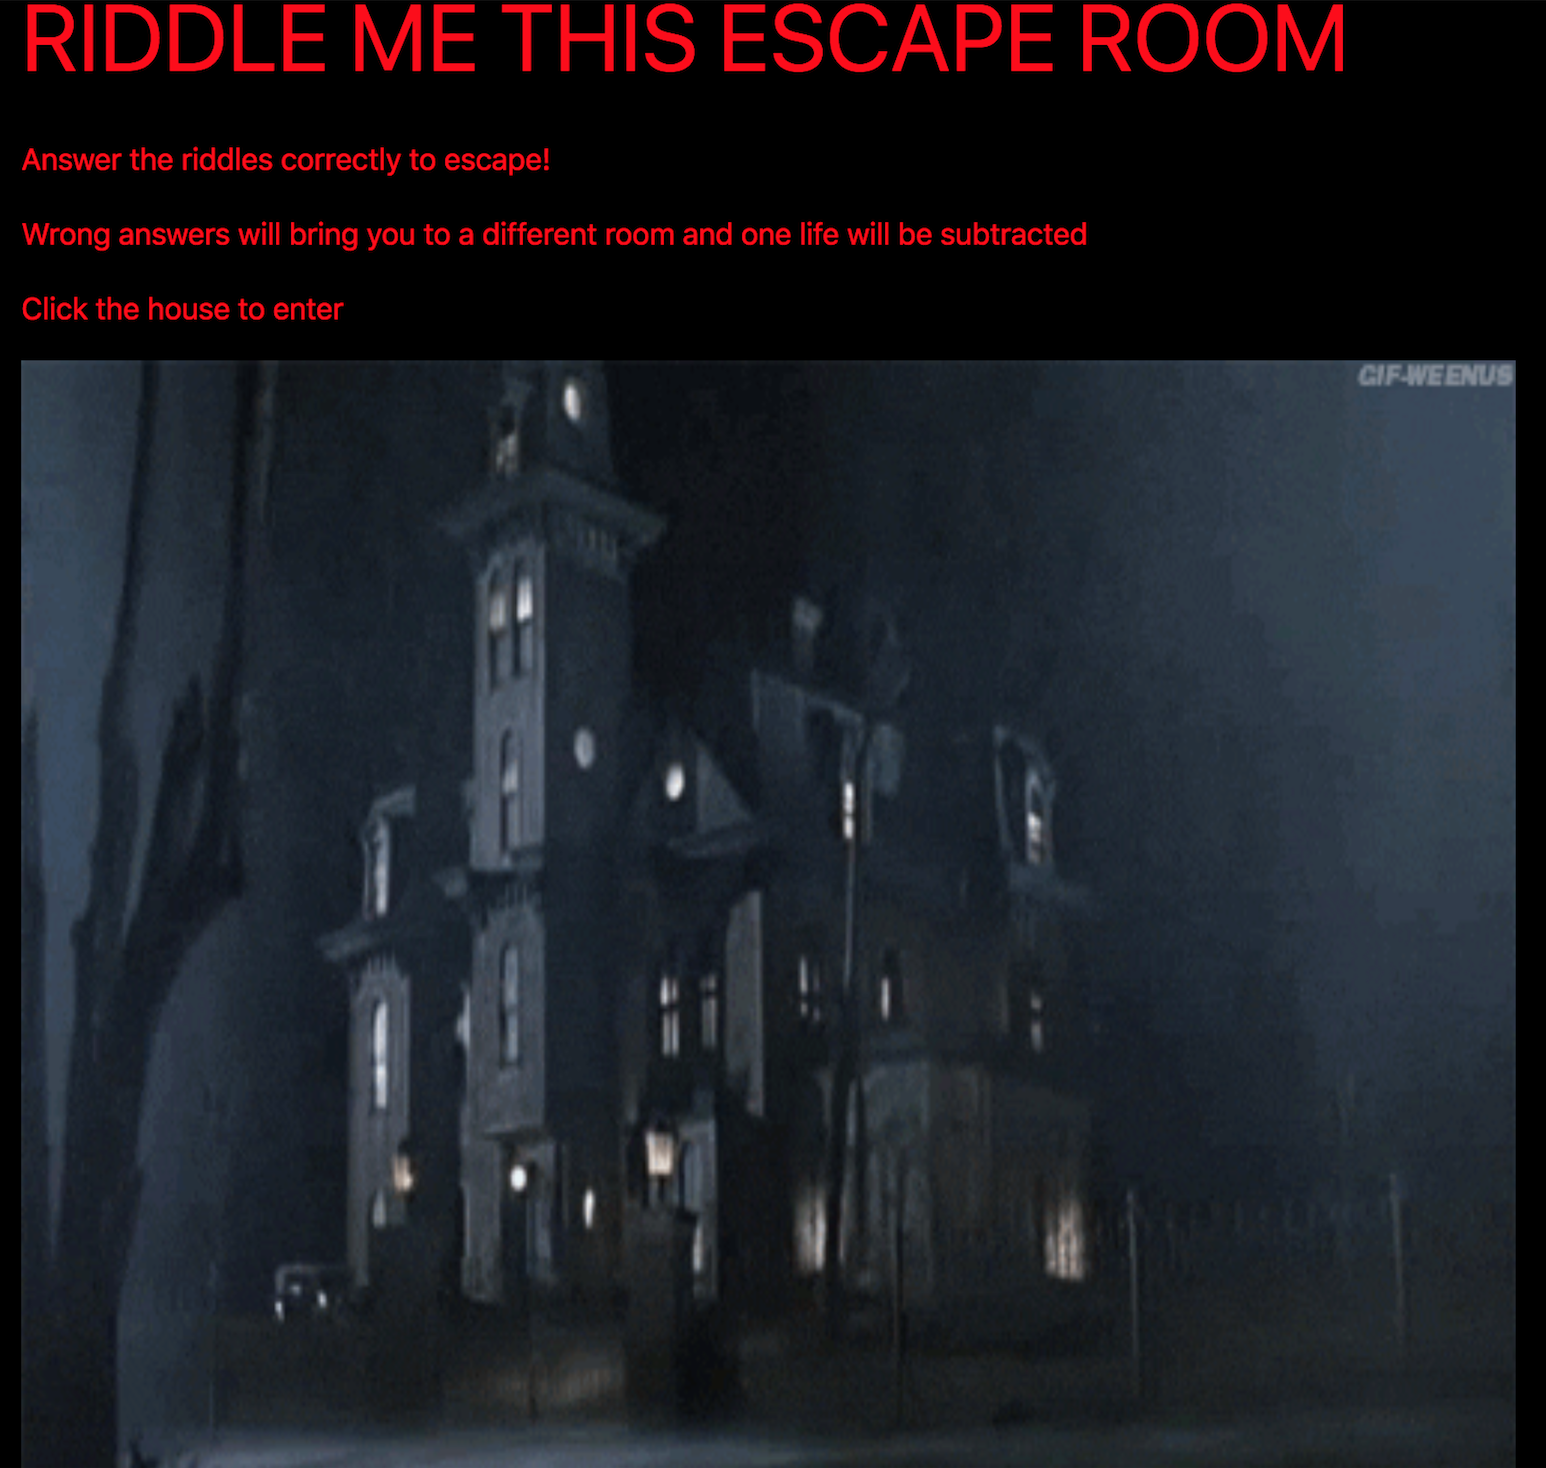 RIDDLE ME THIS ESCAPE ROOM
Answer the riddles correctly to escape!
Wrong answers will bring you to a different room and one life will be subtracted
Click the house to enter
GIF-WEENUS